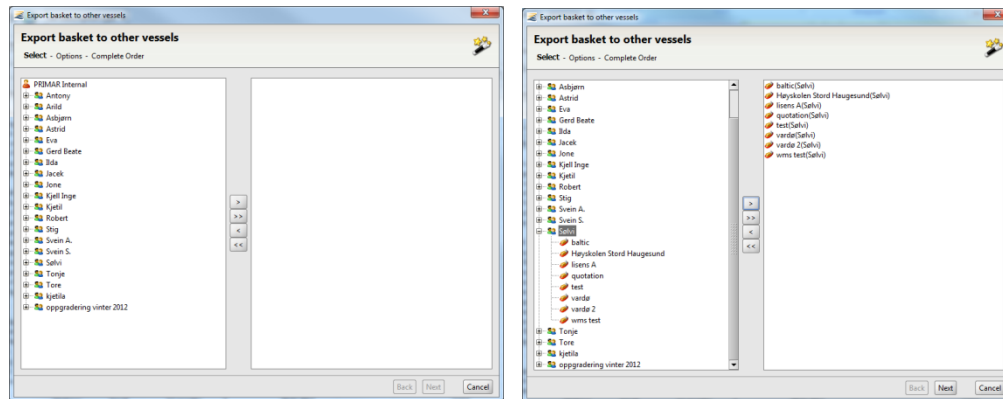 Export basket to other vessels
Export basket to other vessels
Select - Options - Complete Order
PRIMAR Internal
Antony
Arild
Asbjørn
Astrid
Eva
Gerd Beate
Ilda
Jacek
Jone
Kjell Inge
Kjetil
Robert
Stig
Svein A.
Svein S.
Sølvi
Tonje
Tore
kjetila
oppgradering vinter 2012
>
>>
<
<<
Back Next Cancel
Export basket to other vessels
Export basket to other vessels
Select - Options - Complete Order
Asbjørn
Astrid
Eva
Gerd Beate
Ilda
Jacek
Jone
Kjell Inge
Kjetil
Robert
Stig
Svein A.
Svein S.
Sølvi
baltic
Høyskolen Stord Haugesund
lisens A
quotation
test
vardø
vardø 2
wms test
Tonje
Tore
kjetila
oppgradering vinter 2012
>
>>
<
<<
baltic(Sølvi)
Høyskolen Stord Haugesund(Sølvi)
lisens A(Sølvi)
quotation(Sølvi)
test(Sølvi)
vardø(Sølvi)
vardø 2(Sølvi)
wms test(Sølvi)
Back Next Cancel